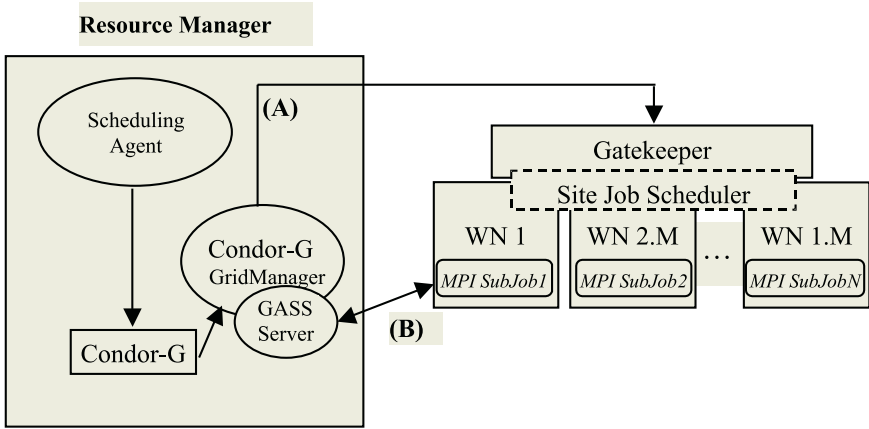 Resource Manager
Scheduling
Agent
(A)
Gatekeeper
Site Job Scheduler
Condor-G
GridManager
GASS
Server
Condor-G
(B)
WN 1
MPI SubJob1
WN 2.M
MPI SubJob2
…
WN 1.M
MPI SubJobN